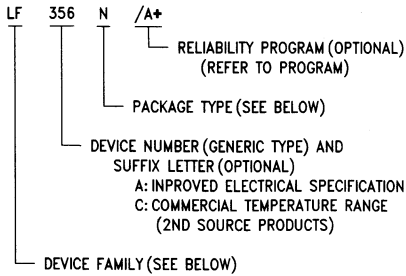 LF 356 N /A+
RELIABILITY PROGRAM (OPTIONAL)
(REFER TO PROGRAM)
PACKAGE TYPE (SEE BELOW)
DEVICE NUMBER (GENERIC TYPE) AND
SUFFIX LETTER (OPTIONAL)
A: INPROVED ELECTRICAL SPECIFICATION
C: COMMERCIAL TEMPERATURE RANGE
(2ND SOURCE PRODUCTS)
DEVICE FAMILY (SEE BELOW)